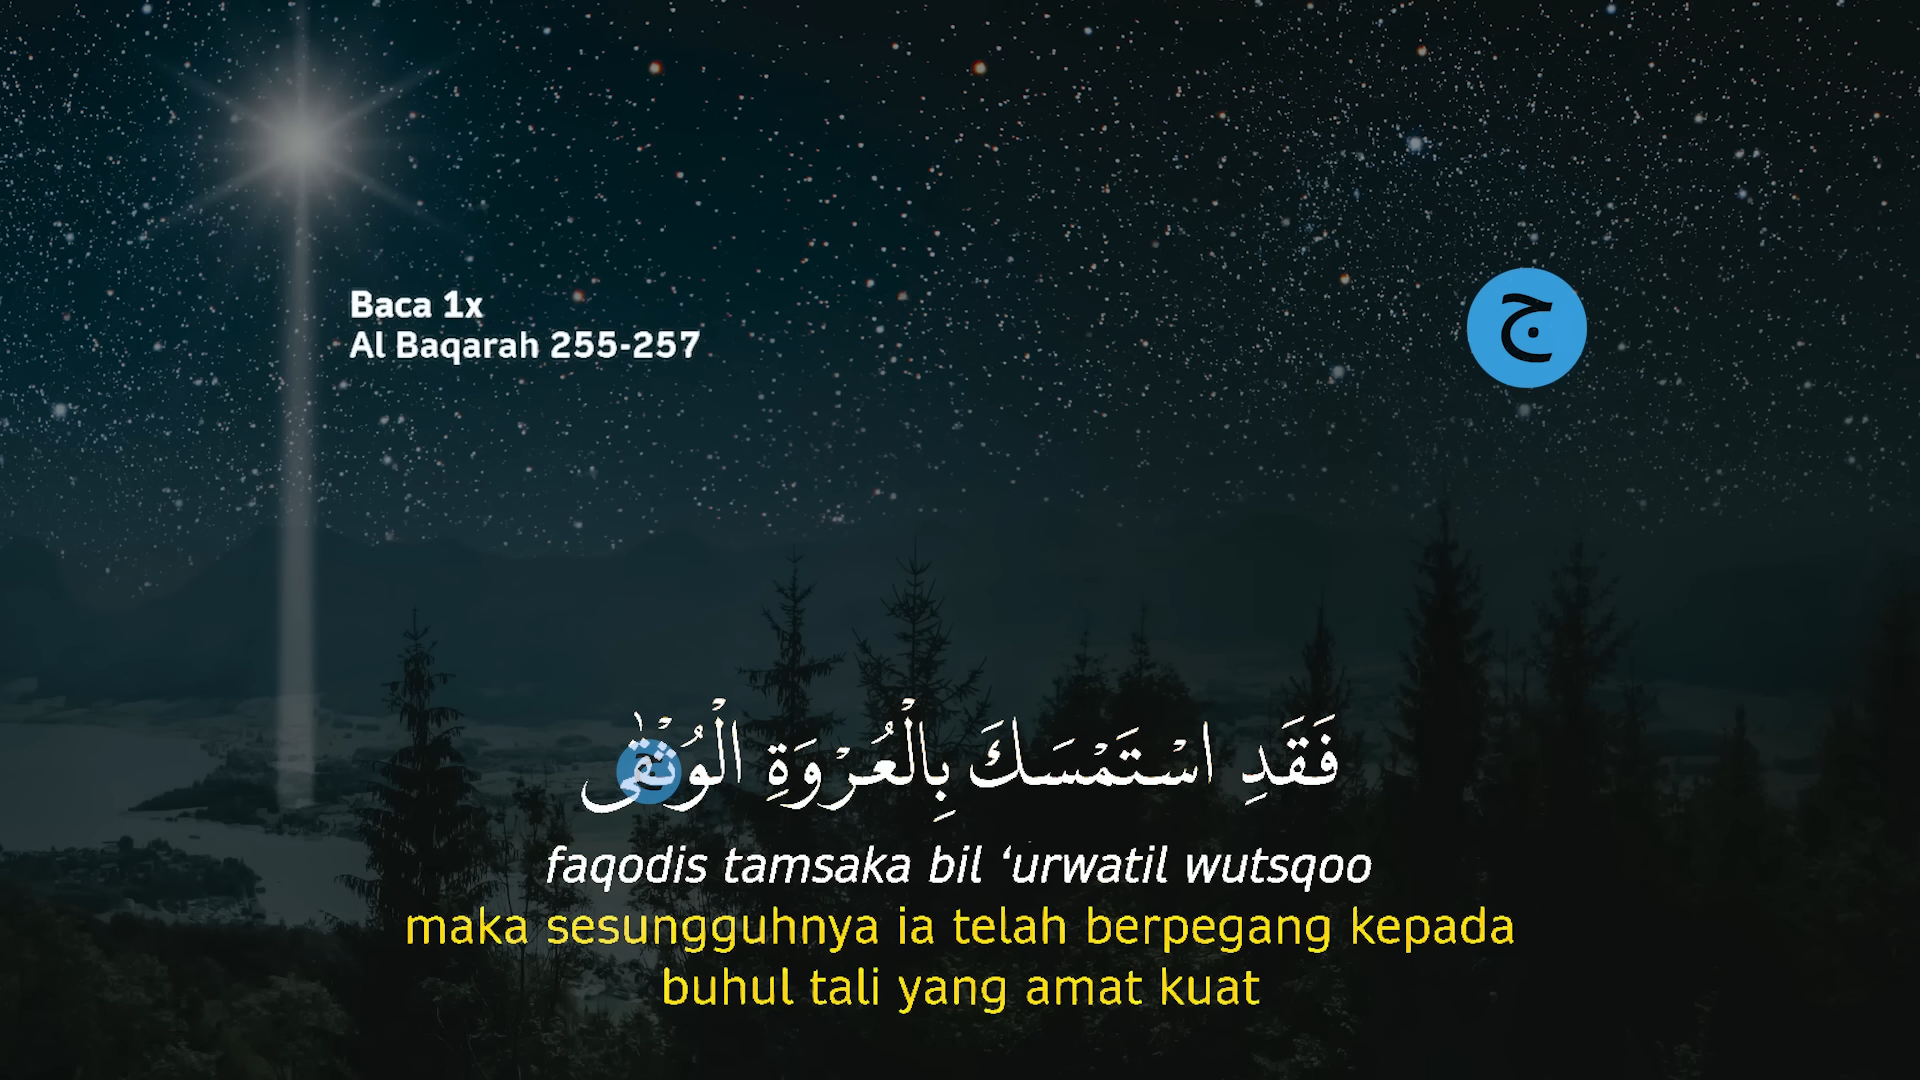 Baca 1x
Al Baqarah 255-257
ج
فَقَدِ اسْتَمْسَكَ بِالْعُرْوَةِ الْوُثْقٰى ج
faqodis tamsaka bil ‘urwatil wutsqoo
maka sesungguhnya ia telah berpegang kepada
buhul tali yang amat kuat